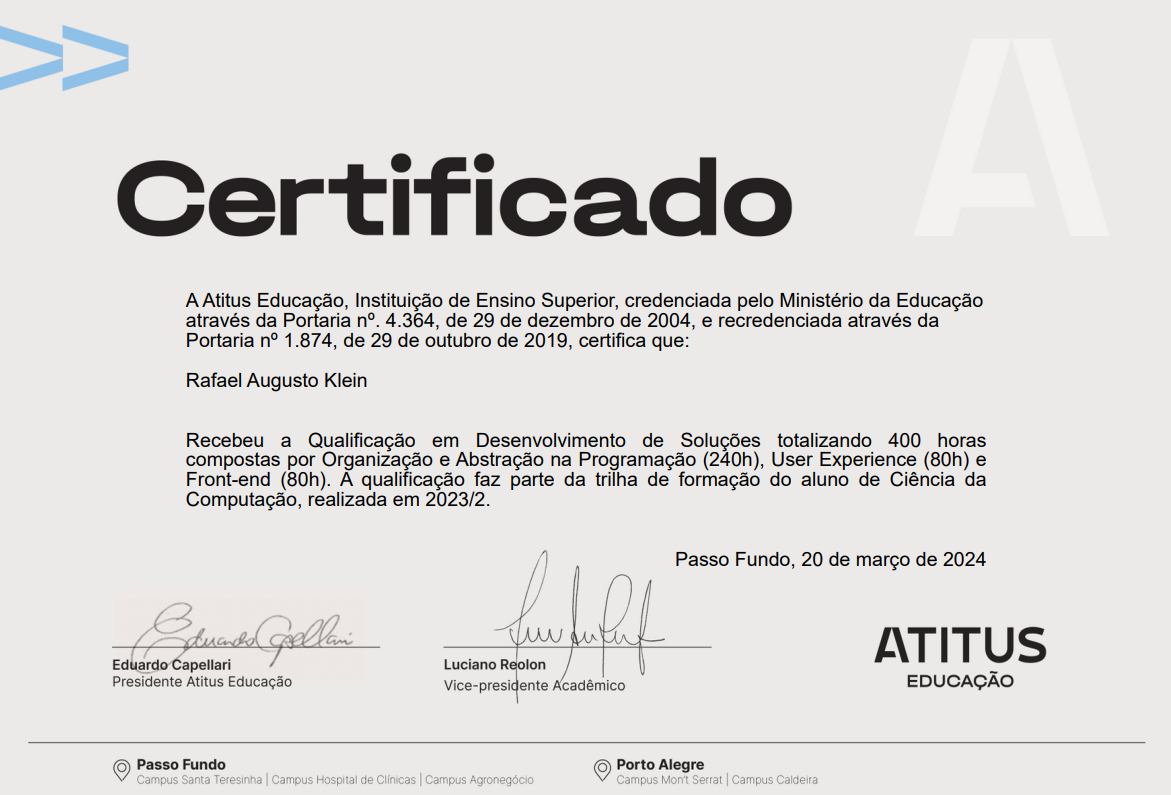 Certificado
A Atitus Educação, Instituição de Ensino Superior, credenciada pelo Ministério da Educação
através da Portaria nº. 4.364, de 29 de dezembro de 2004, e recredenciada através da
Portaria nº 1.874, de 29 de outubro de 2019, certifica que:
Rafael Augusto Klein
Recebeu a Qualificação em Desenvolvimento de Soluções totalizando 400 horas
compostas por Organização e Abstração na Programação (240h), User Experience (80h) e
Front-end (80h). A qualificação faz parte da trilha de formação do aluno de Ciência da
Computação, realizada em 2023/2.
Passo Fundo, 20 de março de 2024
Eduardo Capellari
Eduardo Capellari
Presidente Atitus Educação
Luciano Reolon
Vice-presidente Acadêmico
ATITUS
EDUCAÇÃO
Passo Fundo
Campus Santa Teresinha | Campus Hospital de Clínicas | Campus Agronegócio
Porto Alegre
Campus Mon't Serrat | Campus Caldeira